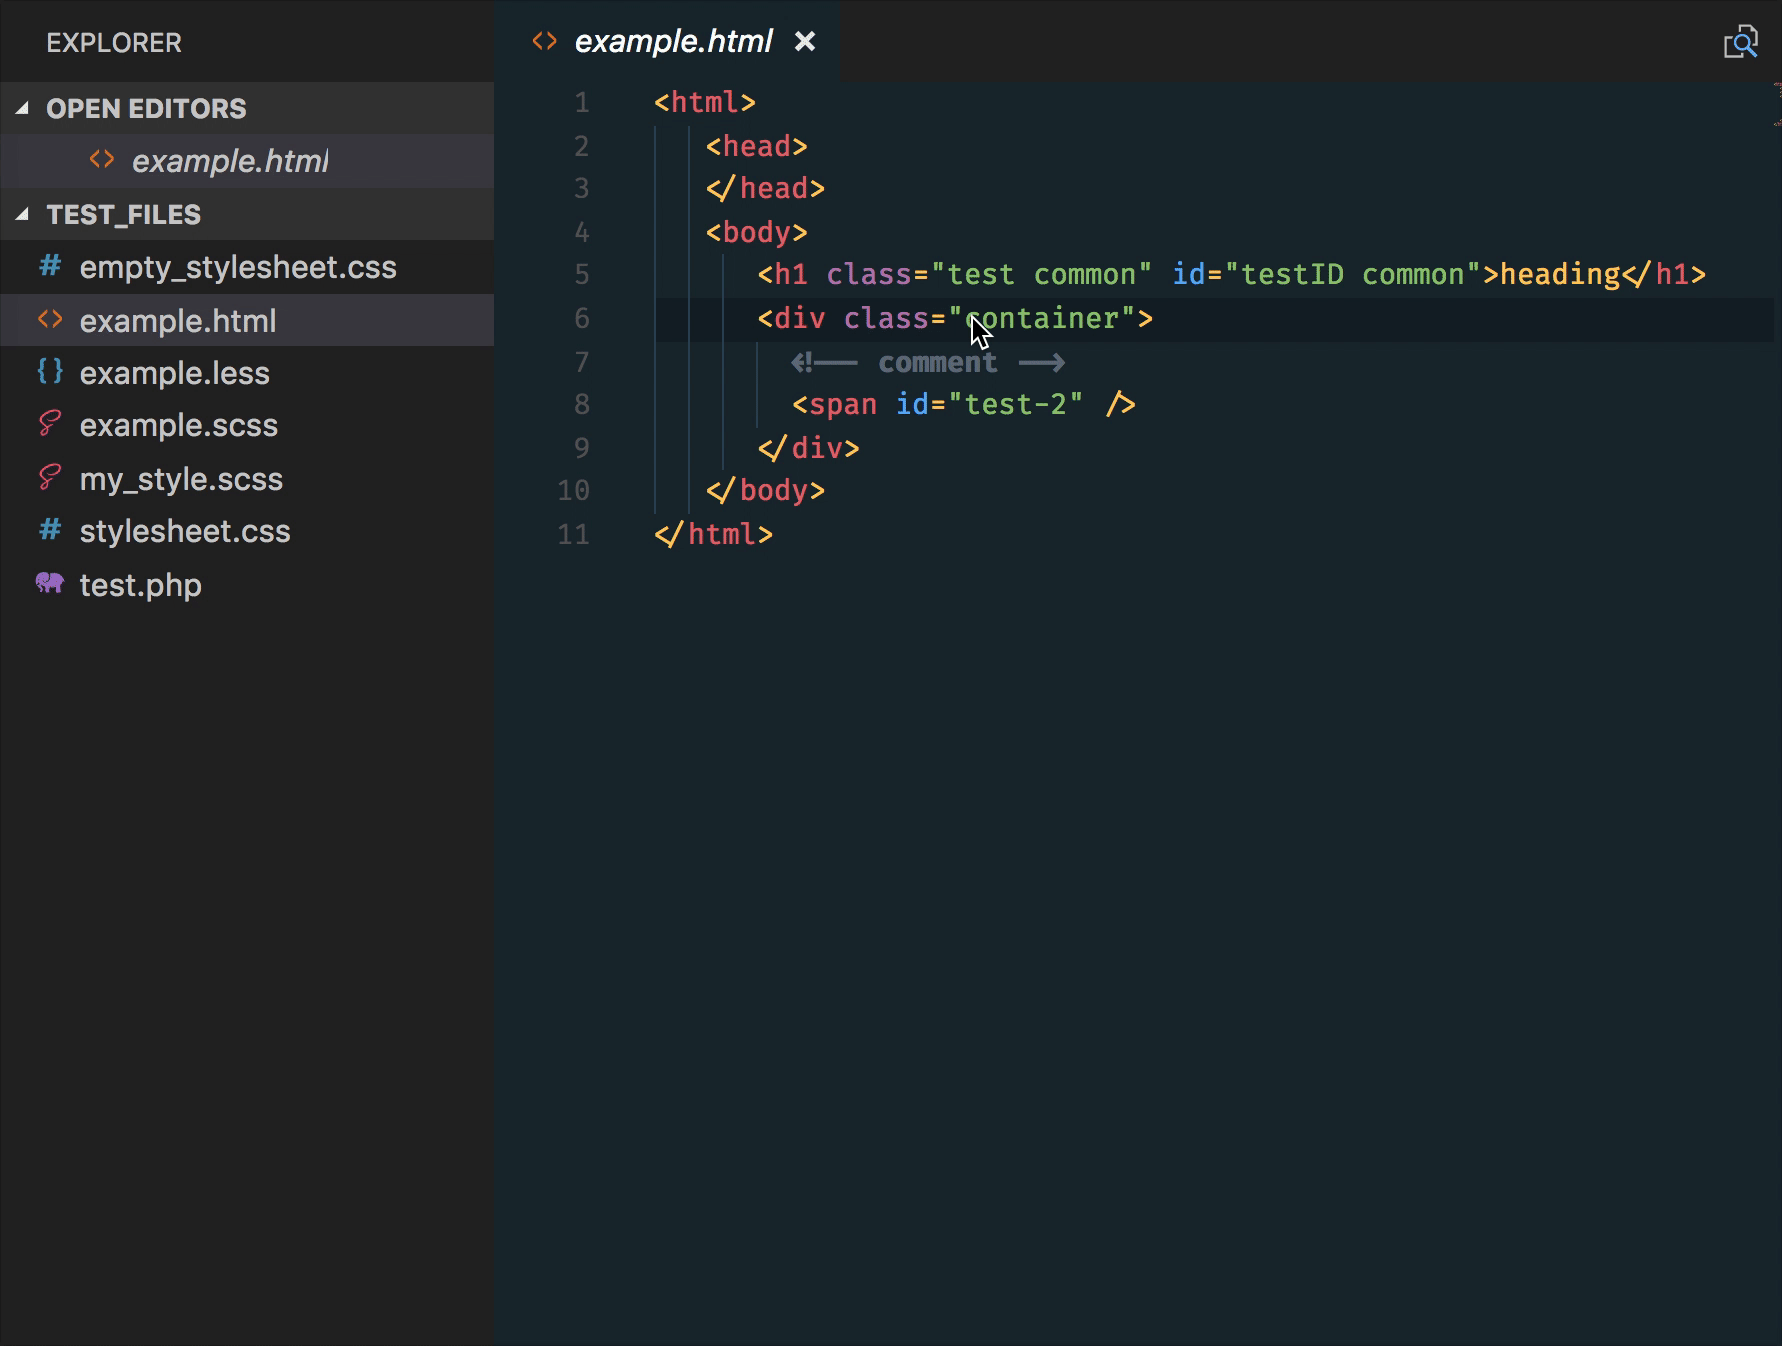 EXPLORER
OPEN EDITORS
example.html
TEST_FILES
empty_stylesheet.css
example.html
example.less
example.scss
my_style.scss
stylesheet.css
test.php
example.html
1 <html>
2 <head>
3 </head>
4 <body>
5 <h1 class="test common" id="testID common">heading</h1>
6 <div class="container">
7 <!-- comment -->
8 <span id="test-2" />
9 </div>
10 </body>
11 </html>